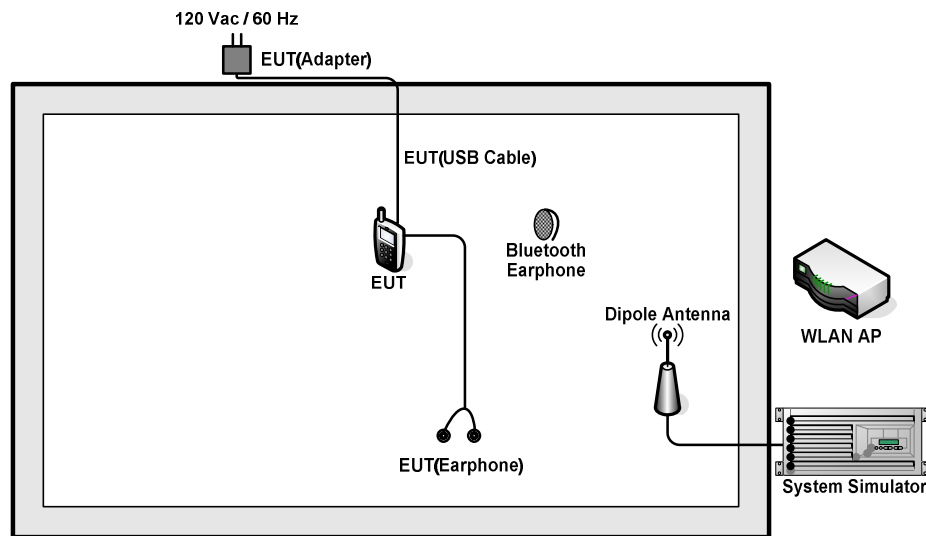 120 Vac / 60 Hz
EUT(Adapter)
EUT(USB Cable)
EUT
Bluetooth
Earphone
Dipole Antenna
WLAN AP
EUT(Earphone)
System Simulator